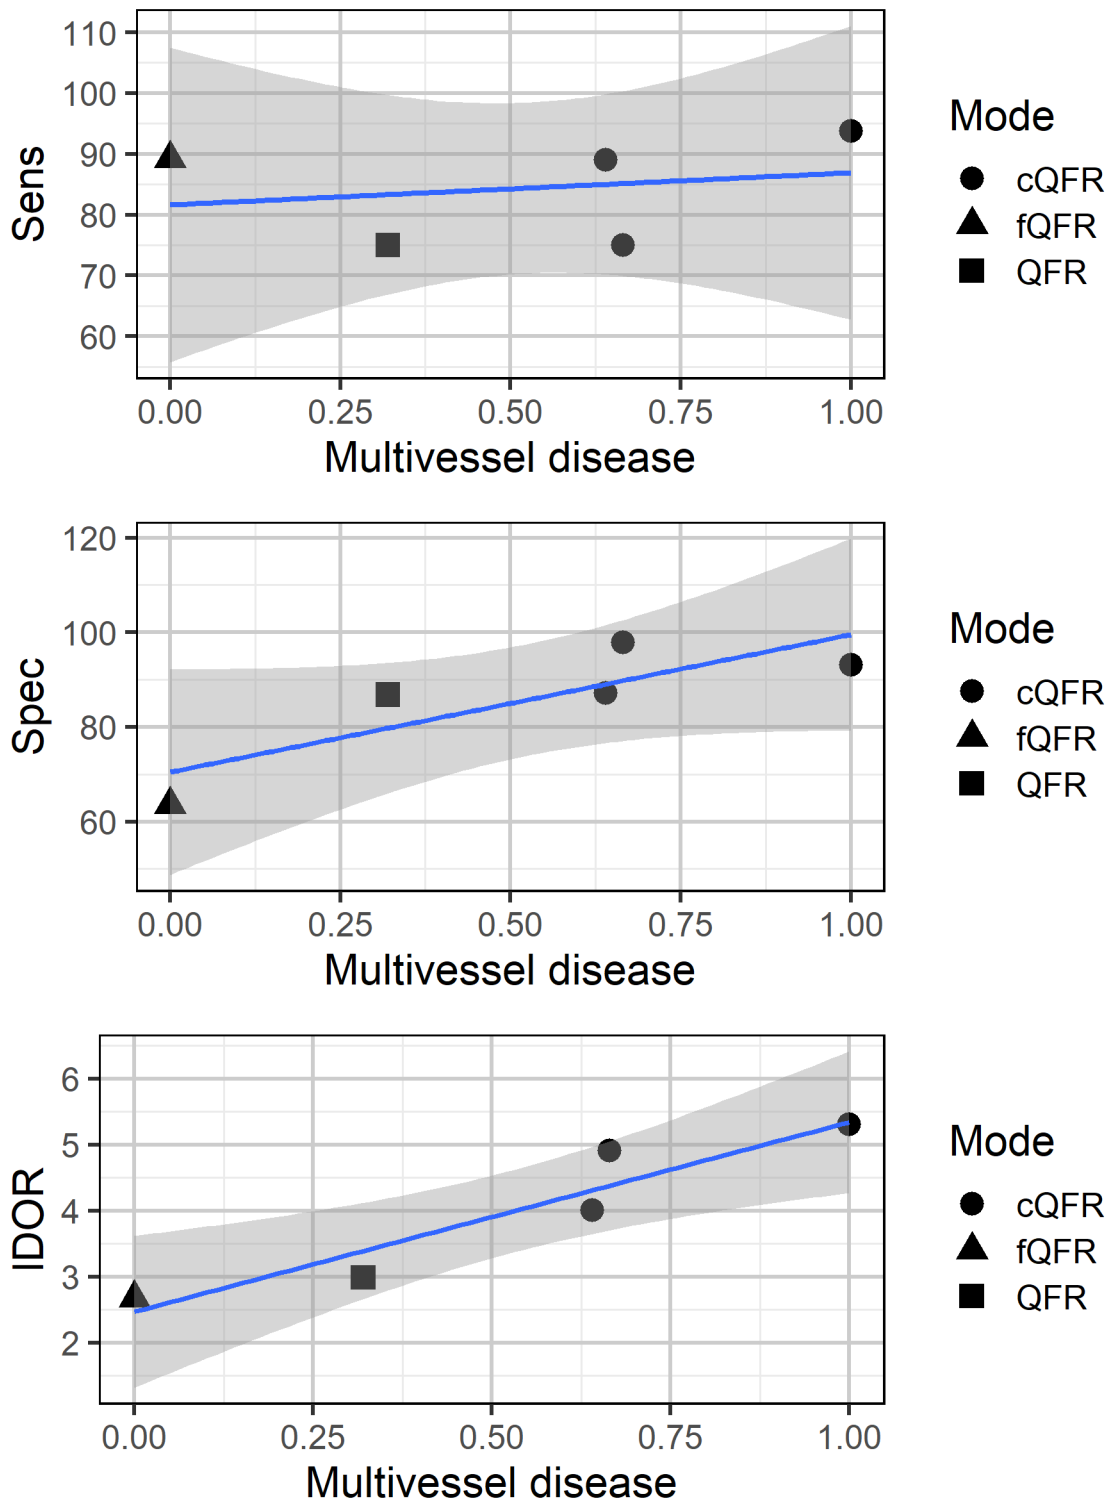 110
100
90
80
70
60
Sens
0.00 0.25 0.50 0.75 1.00
Multivessel disease
Mode
cQFR
fQFR
QFR
120
100
80
60
Spec
0.00 0.25 0.50 0.75 1.00
Multivessel disease
Mode
cQFR
fQFR
QFR
6
5
4
3
2
lDOR
0.00 0.25 0.50 0.75 1.00
Multivessel disease
Mode
cQFR
fQFR
QFR